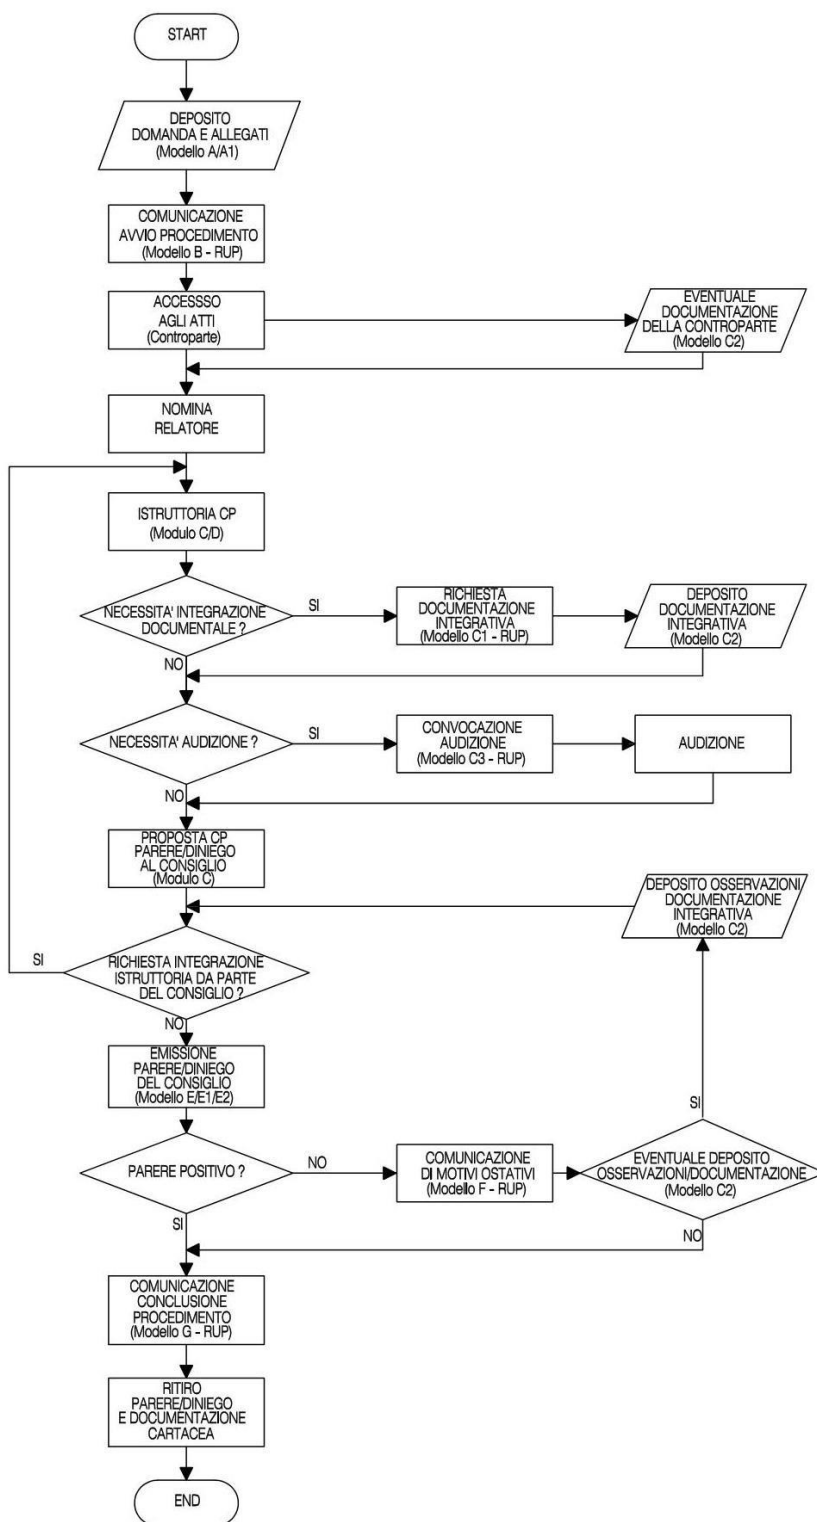 START
DEPOSITO
DOMANDA E ALLEGATI
(Modello A/A1)
COMUNICAZIONE
AVVIO PROCEDIMENTO
(Modello B - RUP)
ACCESSSO
AGLI ATTI
(Controparte)
EVENTUALE
DOCUMENTAZIONE
DELLA CONTROPARTE
(Modello C2)
NOMINA
RELATORE
ISTRUTTORIA CP
(Modulo C/D)
NECESSITA' INTEGRAZIONE
DOCUMENTALE ?
SI
RICHIESTA
DOCUMENTAZIONE
INTEGRATIVA
(Modello C1 - RUP)
DEPOSITO
DOCUMENTAZIONE
INTEGRATIVA
(Modello C2)
NO
NECESSITA' AUDIZIONE ?
SI
CONVOCAZIONE
AUDIZIONE
(Modello C3 - RUP)
AUDIZIONE
NO
PROPOSTA CP
PARERE/DINIEGO
AL CONSIGLIO
(Modulo C)
DEPOSITO OSSERVAZIONI
DOCUMENTAZIONE
INTEGRATIVA
(Modello C2)
SI
RICHIESTA INTEGRAZIONE
ISTRUTTORIA DA PARTE
DEL CONSIGLIO ?
NO
EMISSIONE
PARERE/DINIEGO
DEL CONSIGLIO
(Modello E/E1/E2)
SI
PARERE POSITIVO ?
NO
COMUNICAZIONE
DI MOTIVI OSTATIVI
(Modello F - RUP)
EVENTUALE DEPOSITO
OSSERVAZIONI/DOCUMENTAZIONE
(Modello C2)
SI
NO
COMUNICAZIONE
CONCLUSIONE
PROCEDIMENTO
(Modello G - RUP)
RITIRO
PARERE/DINIEGO
E DOCUMENTAZIONE
CARTACEA
END